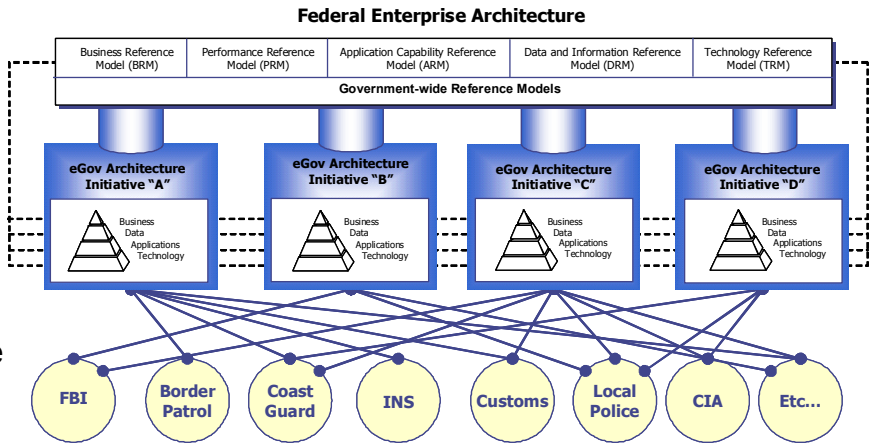 Federal Enterprise Architecture
Business Reference
Model (BRM)
Performance Reference
Model (PRM)
Application Capability Reference
Model (ARM)
Data and Information Reference
Model (DRM)
Technology Reference
Model (TRM)
Government-wide Reference Models
eGov Architecture
Initiative “A”
Business
Data
Applications
Technology
eGov Architecture
Initiative “B”
Business
Data
Applications
Technology
eGov Architecture
Initiative “C”
Business
Data
Applications
Technology
eGov Architecture
Initiative “D”
Business
Data
Applications
Technology
e
FBI
Border
Patrol
Coast
Guard
INS
Customs
Local
Police
CIA
Etc...